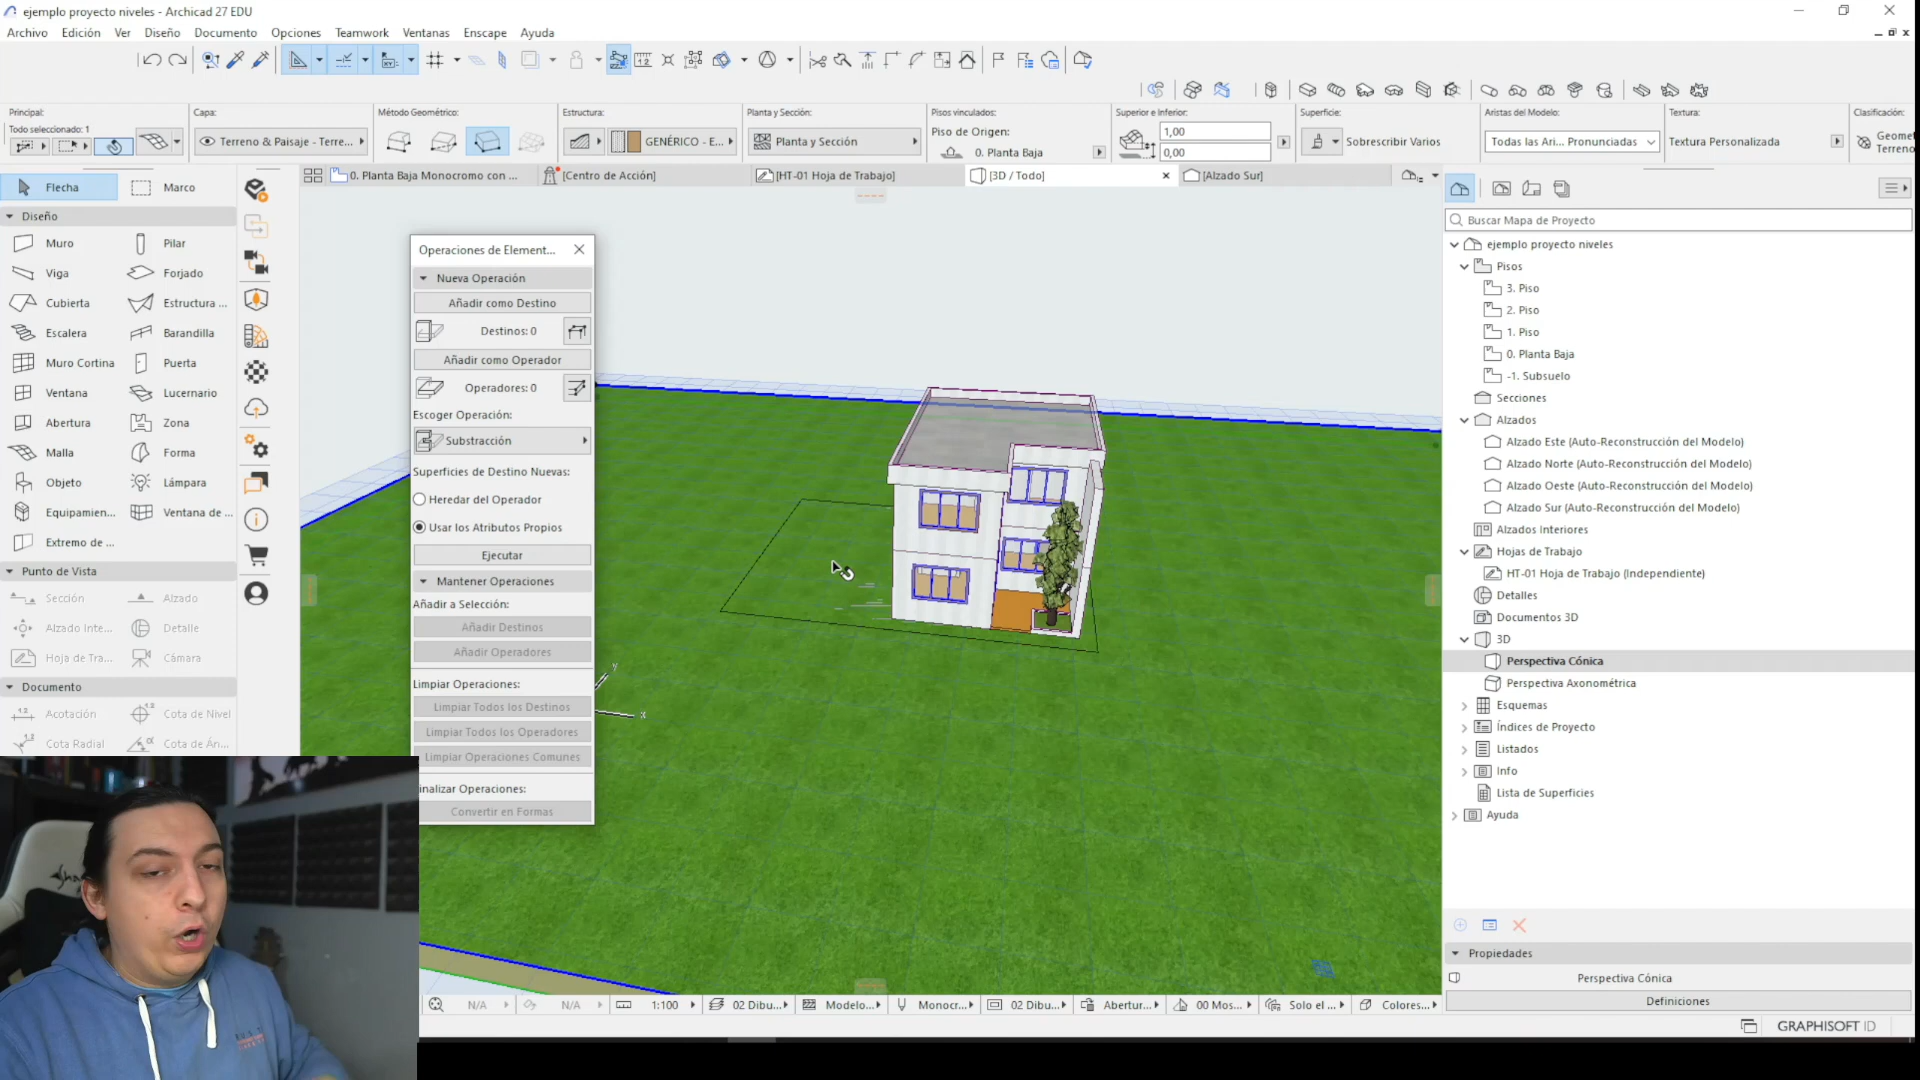 ejemplo proyecto niveles - Archicad 27 EDU
Archivo Edición Ver Diseño Documento Opciones Teamwork Ventanas Enscape Ayuda
Principal: Método Geométrico: Estructura: Planta y Sección: Pisos vinculados: Superior e Inferior: Superficie: Aristas del Modelo: Textura: Clasificación:
Todo seleccionado: 1
Terreno & Paisaje - Terre...
GENÉRICO - E...
Planta y Sección
Piso de Origen:
0. Planta Baja
1,00
0,00
Sobrescribir Varios
Todas las Ari... Pronunciadas
Textura Personalizada
Geomet
Terreno
0. Planta Baja Monocromo con ...
[Centro de Acción]
[HT-01 Hoja de Trabajo]
[3D / Todo]
[Alzado Sur]
Flecha Marco
Diseño
Muro Pilar
Viga Forjado
Cubierta Estructura ...
Escalera Barandilla
Muro Cortina Puerta
Ventana Lucernario
Abertura Zona
Malla Forma
Objeto Lámpara
Equipamien... Ventana de ...
Extremo de ...
Punto de Vista
Sección Alzado
Alzado Inte... Detalle
Hoja de Tra... Cámara
Documento
Acotación Cota de Nivel
Cota Radial Cota de Án...
Operaciones de Element...
Nueva Operación
Añadir como Destino
Destinos: 0
Añadir como Operador
Operadores: 0
Escoger Operación:
Substracción
Superficies de Destino Nuevas:
Heredar del Operador
Usar los Atributos Propios
Ejecutar
Mantener Operaciones
Añadir a Selección:
Añadir Destinos
Añadir Operadores
Limpiar Operaciones:
Limpiar Todos los Destinos
Limpiar Todos los Operadores
Limpiar Operaciones Comunes
inalizar Operaciones:
Convertir en Formas
y
x
Buscar Mapa de Proyecto
ejemplo proyecto niveles
Pisos
3. Piso
2. Piso
1. Piso
0. Planta Baja
-1. Subsuelo
Secciones
Alzados
Alzado Este (Auto-Reconstrucción del Modelo)
Alzado Norte (Auto-Reconstrucción del Modelo)
Alzado Oeste (Auto-Reconstrucción del Modelo)
Alzado Sur (Auto-Reconstrucción del Modelo)
Alzados Interiores
Hojas de Trabajo
HT-01 Hoja de Trabajo (Independiente)
Detalles
Documentos 3D
3D
Perspectiva Cónica
Perspectiva Axonométrica
Esquemas
Índices de Proyecto
Listados
Info
Lista de Superficies
Ayuda
Propiedades
Perspectiva Cónica
Definiciones
N/A N/A 1:100 02 Dibu... Modelo... Monocr... 02 Dibu... Abertur... 00 Mos... Solo el ... Colores...
GRAPHISOFT ID